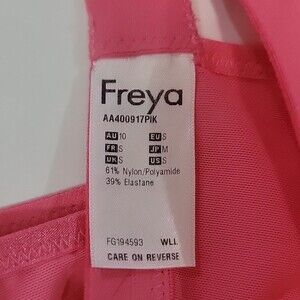 Freya
AA400917PIK
AU 10 EU S
FR S JP M
UK S US S
61% Nylon/Polyamide
39% Elastane
FG194593 WLL
CARE ON REVERSE